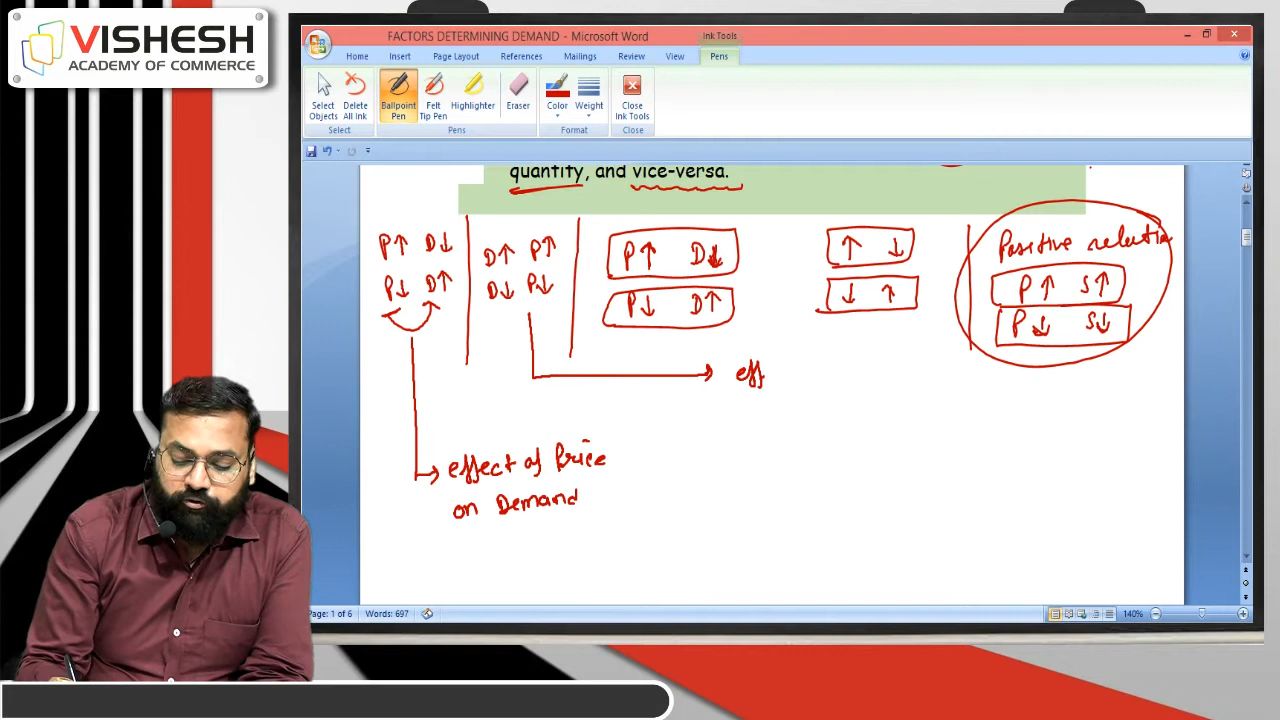 VISHESH
ACADEMY OF COMMERCE
FACTORS DETERMINING DEMAND - Microsoft Word
Ink Tools
Home Insert Page Layout References Mailings Review View Pens
Select Objects
Delete All Ink
Ballpoint Pen
Felt Tip Pen
Highlighter
Eraser
Color
Weight
Close Ink Tools
Select Pens Format Close
quantity, and vice-versa.
P↑ D↓ D↑ P↑ P↑ D↓ ↑ ↓ Positive relation
P↓ D↑ D↓ P↓ P↓ D↑ ↓ ↑ P↑ S↑
P↓ S↓
eff
effect of Price
on Demand
Page: 1 of 6 Words: 697 140%